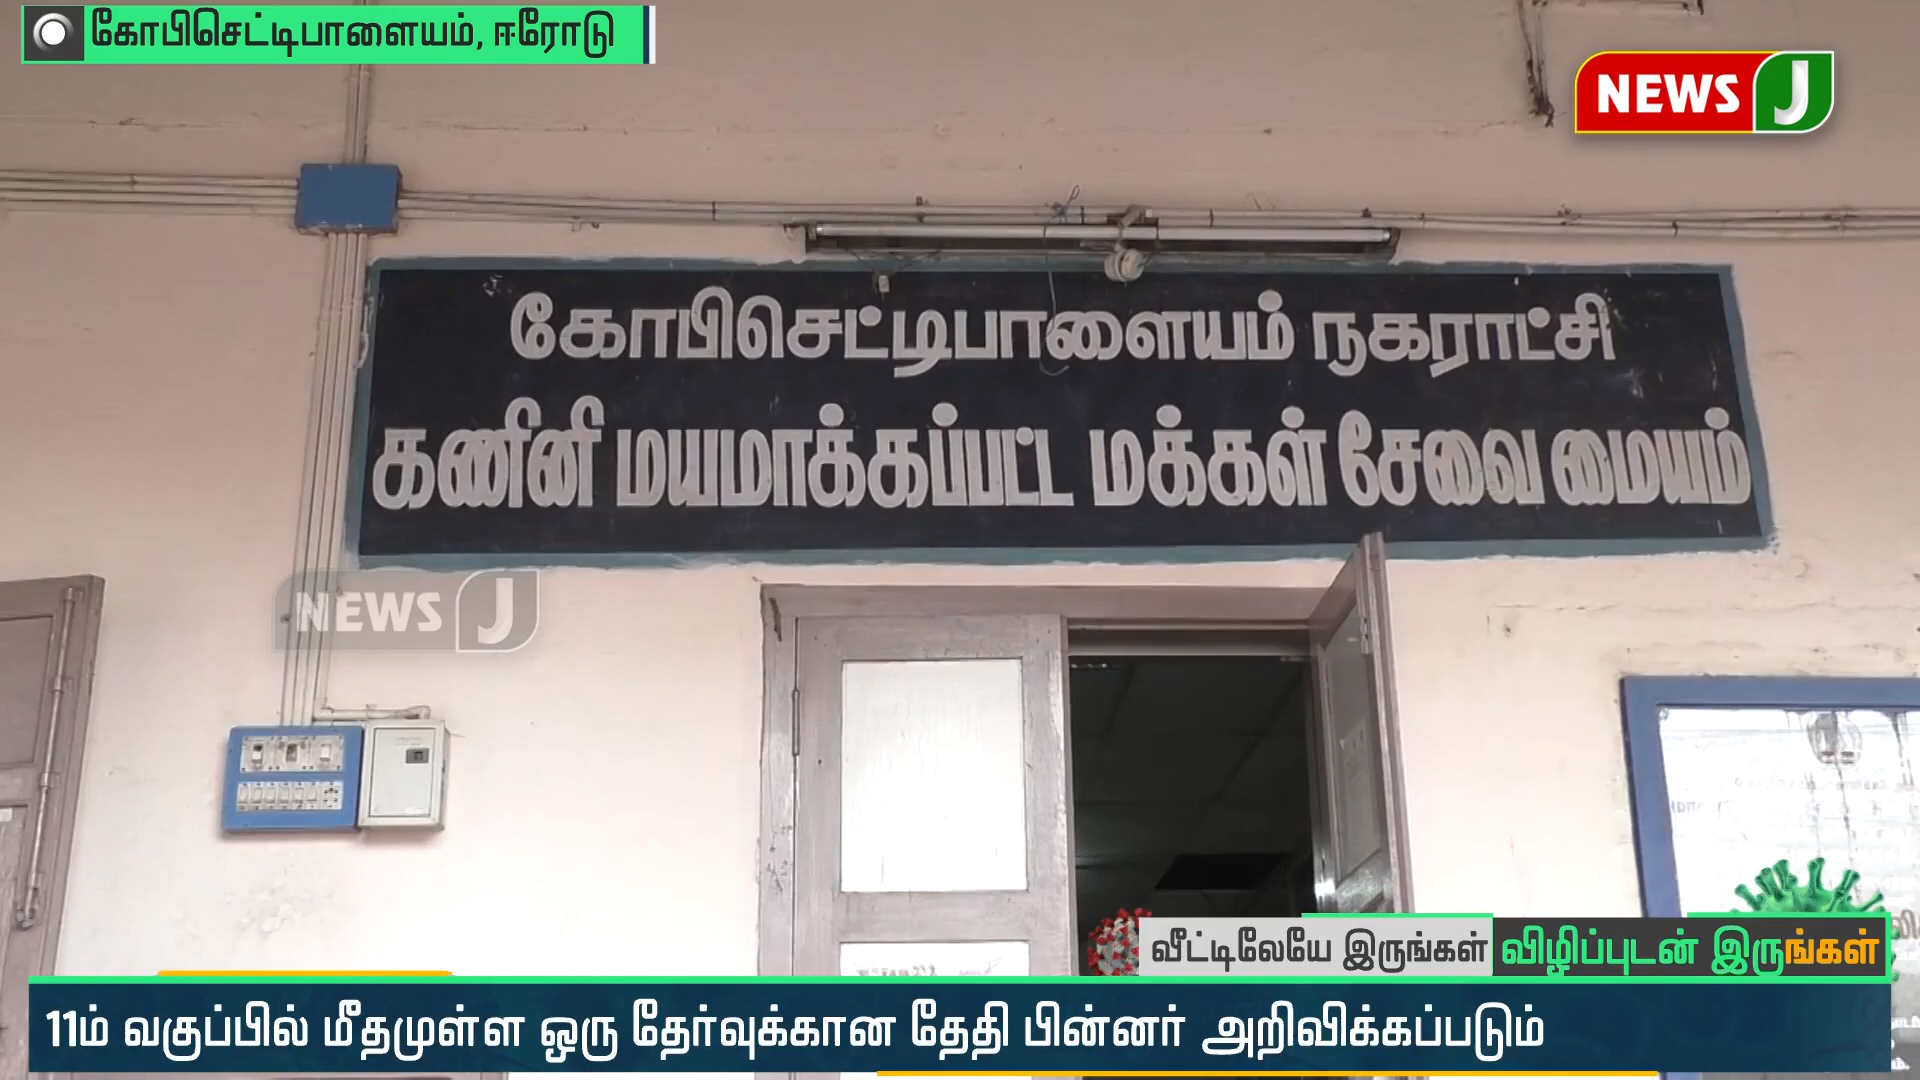 கோபிசெட்டிபாளையம், ஈரோடு
NEWS J
கோபிசெட்டிபாளையம் நகராட்சி
கணினி மயமாக்கப்பட்ட மக்கள் சேவை மையம்
NEWS J
வீட்டிலேயே இருங்கள் விழிப்புடன் இருங்கள்
11ம் வகுப்பில் மீதமுள்ள ஒரு தேர்வுக்கான தேதி பின்னர் அறிவிக்கப்படும்